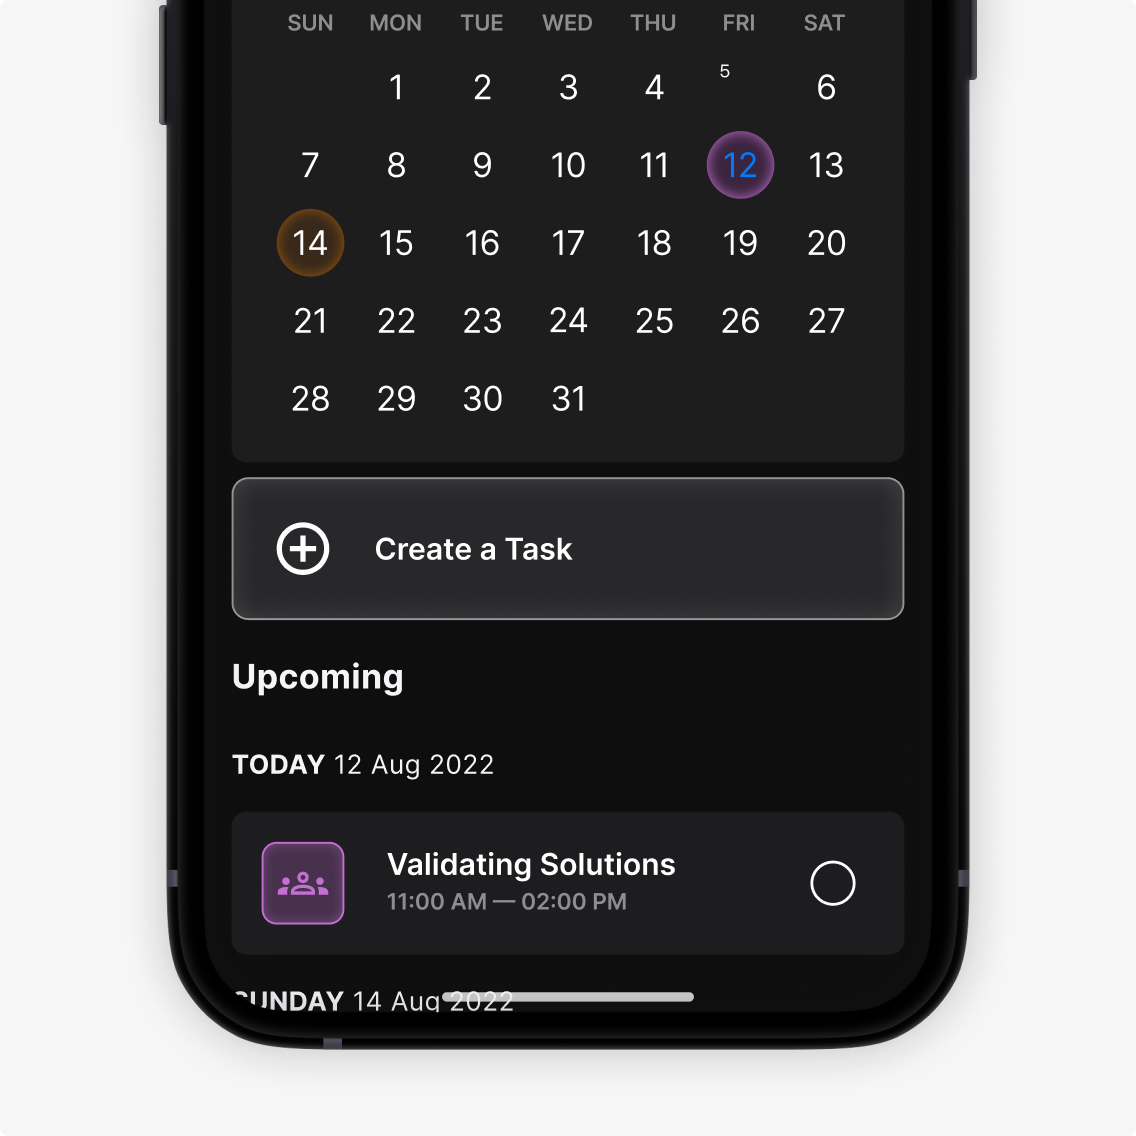 SUN MON TUE WED THU FRI SAT
1 2 3 4 5 6
7 8 9 10 11 12 13
14 15 16 17 18 19 20
21 22 23 24 25 26 27
28 29 30 31
Create a Task
Upcoming
TODAY 12 Aug 2022
Validating Solutions
11:00 AM — 02:00 PM
SUNDAY 14 Aug 2022